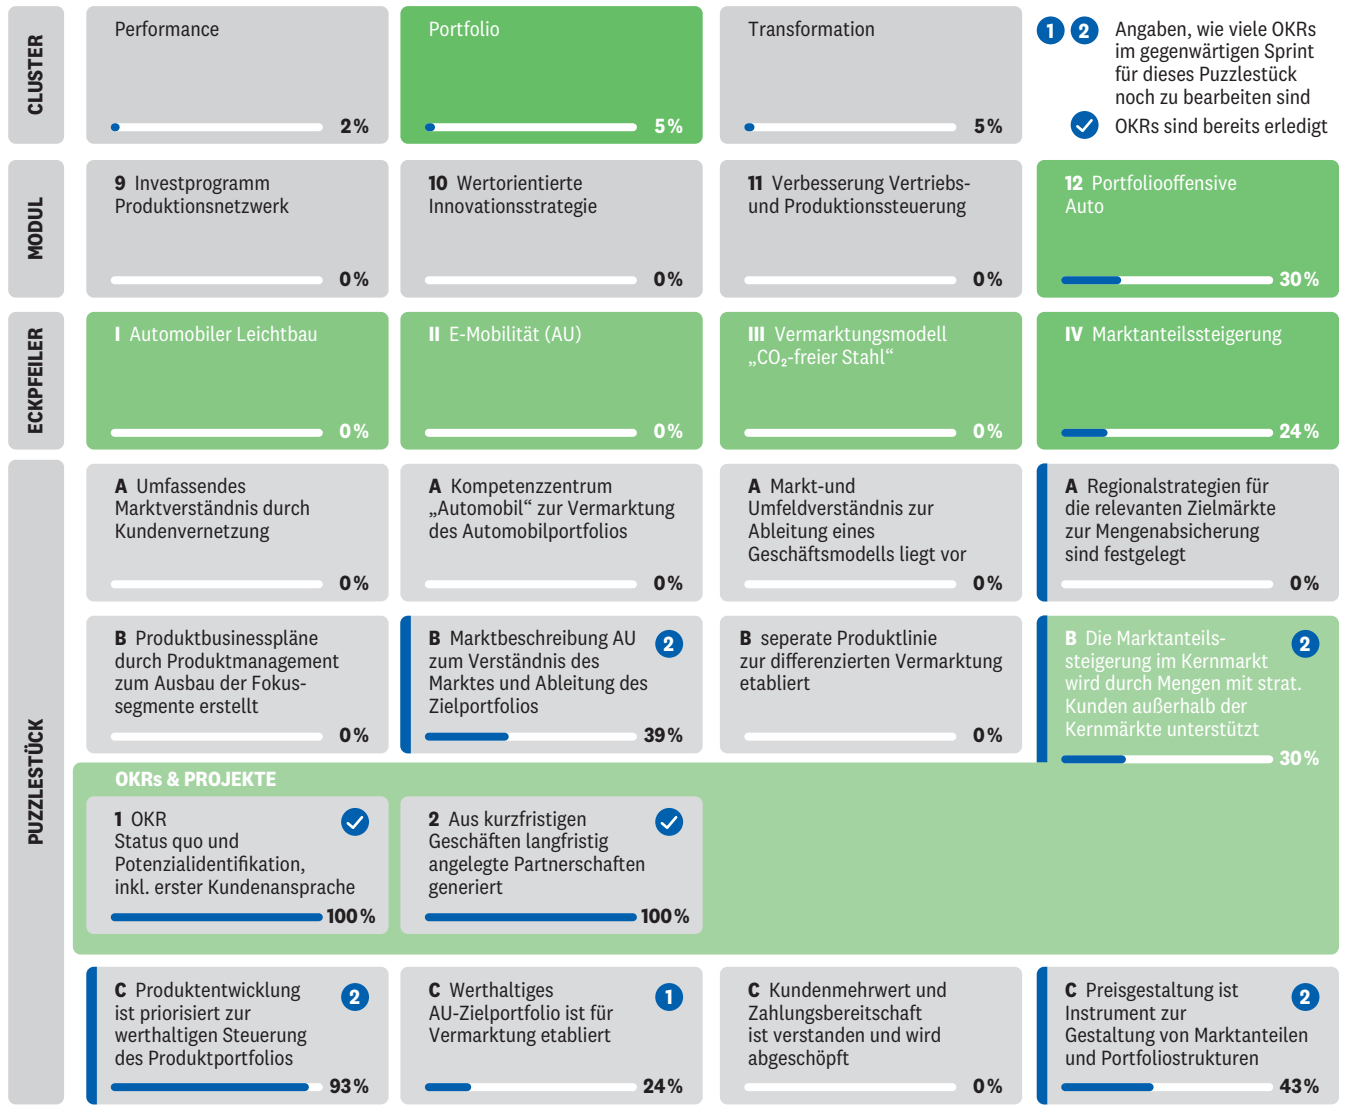 CLUSTER
Performance
2 %
Portfolio
5 %
Transformation
5 %
1 2 Angaben, wie viele OKRs
im gegenwärtigen Sprint
für dieses Puzzlestück
noch zu bearbeiten sind
OKRs sind bereits erledigt
MODUL
9 Investprogramm
Produktionsnetzwerk
0 %
10 Wertorientierte
Innovationsstrategie
0 %
11 Verbesserung Vertriebs-
und Produktionssteuerung
0 %
12 Portfoliooffensive
Auto
30 %
ECKPFEILER
I Automobiler Leichtbau
0 %
II E-Mobilität (AU)
0 %
III Vermarktungsmodell
„CO₂-freier Stahl“
0 %
IV Marktanteilssteigerung
24 %
PUZZLESTÜCK
A Umfassendes
Marktverständnis durch
Kundenvernetzung
0 %
A Kompetenzzentrum
„Automobil“ zur Vermarktung
des Automobilportfolios
0 %
A Markt-und
Umfeldverständnis zur
Ableitung eines
Geschäftsmodells liegt vor
0 %
A Regionalstrategien für
die relevanten Zielmärkte
zur Mengenabsicherung
sind festgelegt
0 %
B Produktbusinesspläne
durch Produktmanagement
zum Ausbau der Fokus-
segmente erstellt
0 %
B Marktbeschreibung AU 2
zum Verständnis des
Marktes und Ableitung des
Zielportfolios
39 %
B seperate Produktlinie
zur differenzierten Vermarktung
etabliert
0 %
B Die Marktanteils- 2
steigerung im Kernmarkt
wird durch Mengen mit strat.
Kunden außerhalb der
Kernmärkte unterstützt
30 %
OKRs & PROJEKTE
1 OKR
Status quo und
Potenzialidentifikation,
inkl. erster Kundenansprache
100 %
2 Aus kurzfristigen
Geschäften langfristig
angelegte Partnerschaften
generiert
100 %
C Produktentwicklung 2
ist priorisiert zur
werthaltigen Steuerung
des Produktportfolios
93 %
C Werthaltiges 1
AU-Zielportfolio ist für
Vermarktung etabliert
24 %
C Kundenmehrwert und
Zahlungsbereitschaft
ist verstanden und wird
abgeschöpft
0 %
C Preisgestaltung ist 2
Instrument zur
Gestaltung von Marktanteilen
und Portfoliostrukturen
43 %